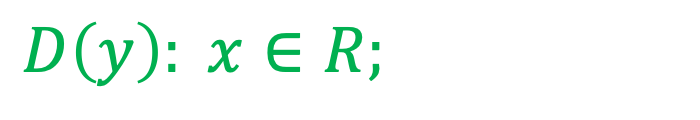 D(y): x ∈ R;